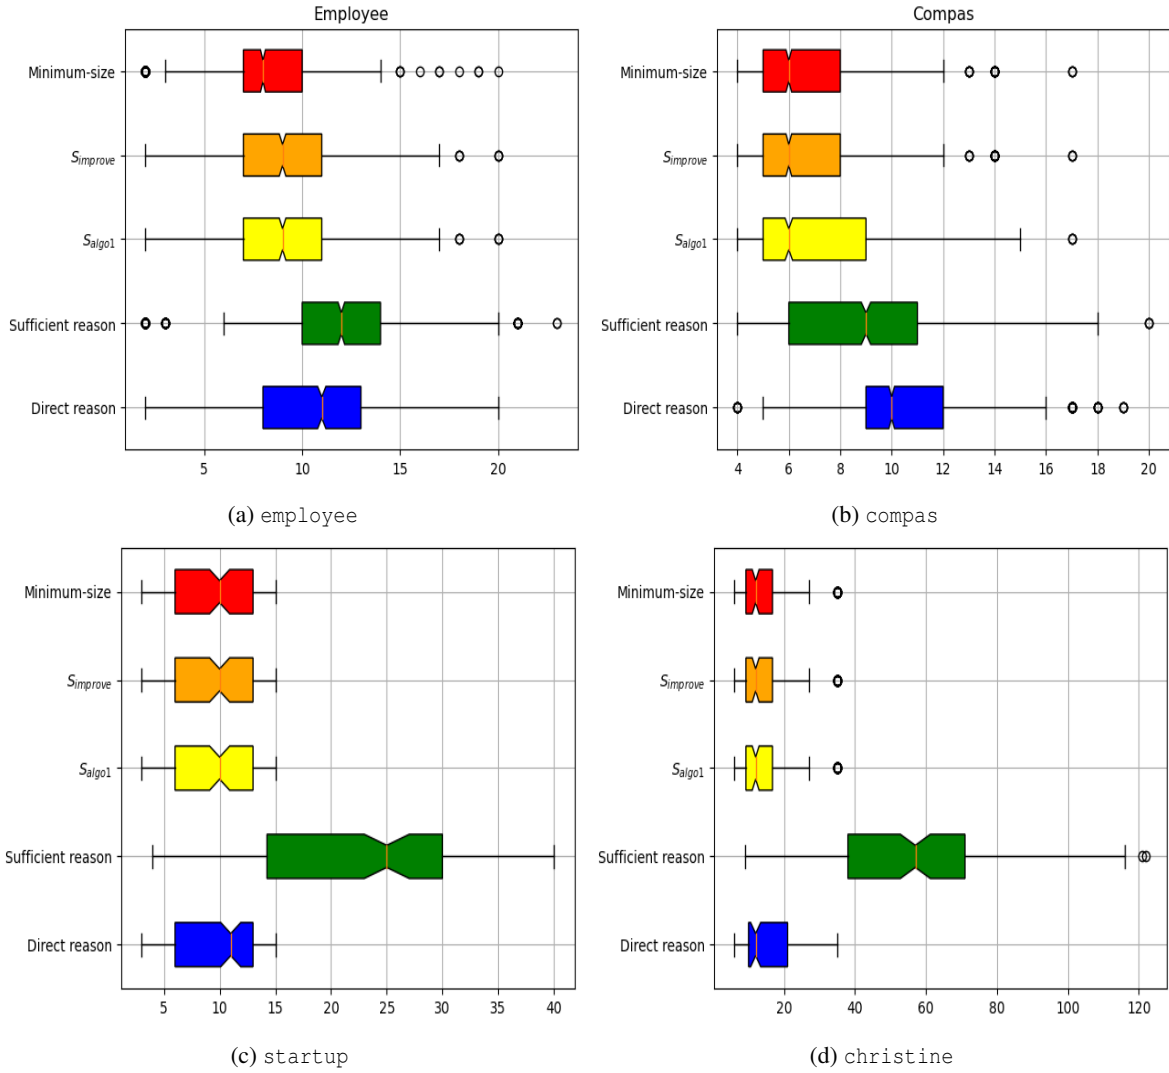 Employee
Minimum-size
S_improve
S_algo1
Sufficient reason
Direct reason
5 10 15 20
(a) employee
Compas
Minimum-size
S_improve
S_algo1
Sufficient reason
Direct reason
4 6 8 10 12 14 16 18 20
(b) compas
Minimum-size
S_improve
S_algo1
Sufficient reason
Direct reason
5 10 15 20 25 30 35 40
(c) startup
Minimum-size
S_improve
S_algo1
Sufficient reason
Direct reason
20 40 60 80 100 120
(d) christine